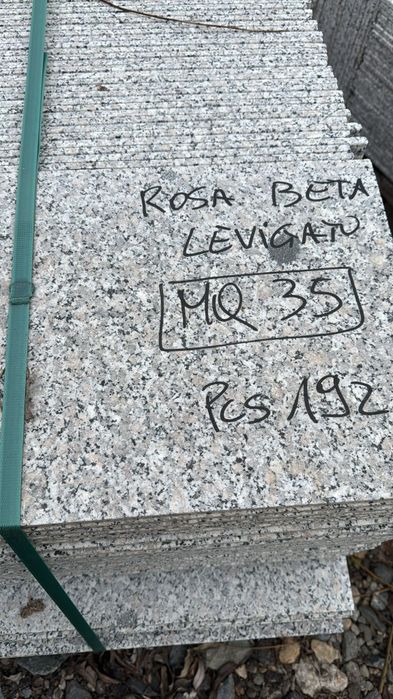 ROSA BETA
LEVIGATO
MQ 35
Pcs 192